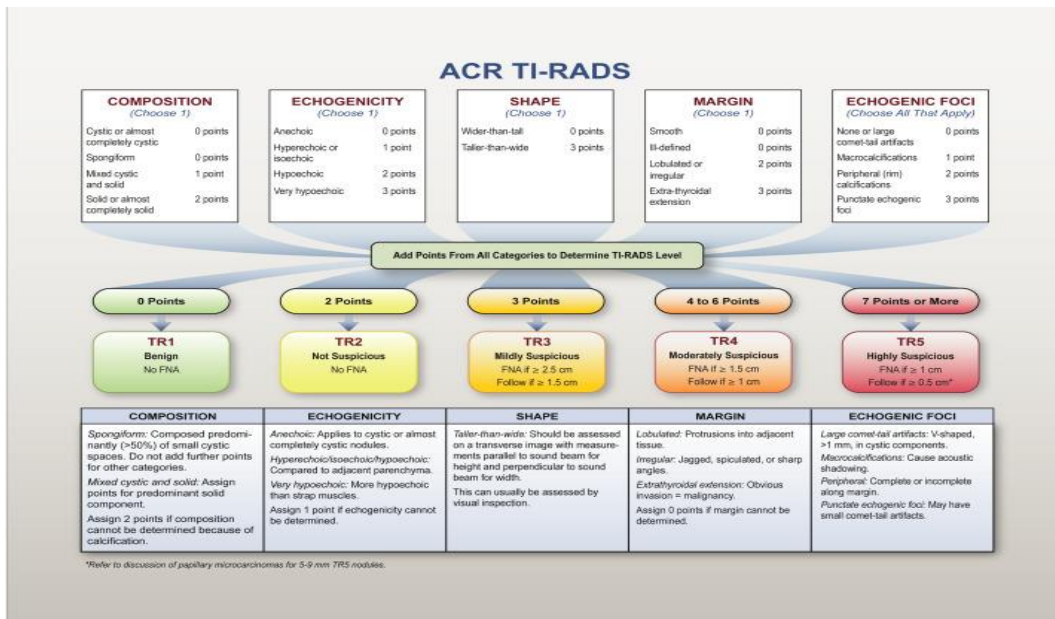 ACR TI-RADS
COMPOSITION
(Choose 1)
Cystic or almost completely cystic 0 points
Spongiform 0 points
Mixed cystic and solid 1 point
Solid or almost completely solid 2 points
ECHOGENICITY
(Choose 1)
Anechoic 0 points
Hyperechoic or isoechoic 1 point
Hypoechoic 2 points
Very hypoechoic 3 points
SHAPE
(Choose 1)
Wider-than-tall 0 points
Taller-than-wide 3 points
MARGIN
(Choose 1)
Smooth 0 points
Ill-defined 0 points
Lobulated or irregular 2 points
Extra-thyroidal extension 3 points
ECHOGENIC FOCI
(Choose All That Apply)
None or large comet-tail artifacts 0 points
Macrocalcifications 1 point
Peripheral (rim) calcifications 2 points
Punctate echogenic foci 3 points
Add Points From All Categories to Determine TI-RADS Level
0 Points
2 Points
3 Points
4 to 6 Points
7 Points or More
TR1
Benign
No FNA
TR2
Not Suspicious
No FNA
TR3
Mildly Suspicious
FNA if ≥ 2.5 cm
Follow if ≥ 1.5 cm
TR4
Moderately Suspicious
FNA if ≥ 1.5 cm
Follow if ≥ 1 cm
TR5
Highly Suspicious
FNA if ≥ 1 cm
Follow if ≥ 0.5 cm*
COMPOSITION
Spongiform: Composed predomi-
nantly (>50%) of small cystic
spaces. Do not add further points
for other categories.
Mixed cystic and solid: Assign
points for predominant solid
component.
Assign 2 points if composition
cannot be determined because of
calcification.
ECHOGENICITY
Anechoic: Applies to cystic or almost
completely cystic nodules.
Hyperechoic/isoechoic/hypoechoic:
Compared to adjacent parenchyma.
Very hypoechoic: More hypoechoic
than strap muscles.
Assign 1 point if echogenicity cannot
be determined.
SHAPE
Taller-than-wide: Should be assessed
on a transverse image with measure-
ments parallel to sound beam for
height and perpendicular to sound
beam for width.
This can usually be assessed by
visual inspection.
MARGIN
Lobulated: Protrusions into adjacent
tissue.
Irregular: Jagged, spiculated, or sharp
angles.
Extrathyroidal extension: Obvious
invasion = malignancy.
Assign 0 points if margin cannot be
determined.
ECHOGENIC FOCI
Large comet-tail artifacts: V-shaped,
>1 mm, in cystic components.
Macrocalcifications: Cause acoustic
shadowing.
Peripheral: Complete or incomplete
along margin.
Punctate echogenic foci: May have
small comet-tail artifacts.
*Refer to discussion of papillary microcarcinomas for 5-9 mm TR5 nodules.